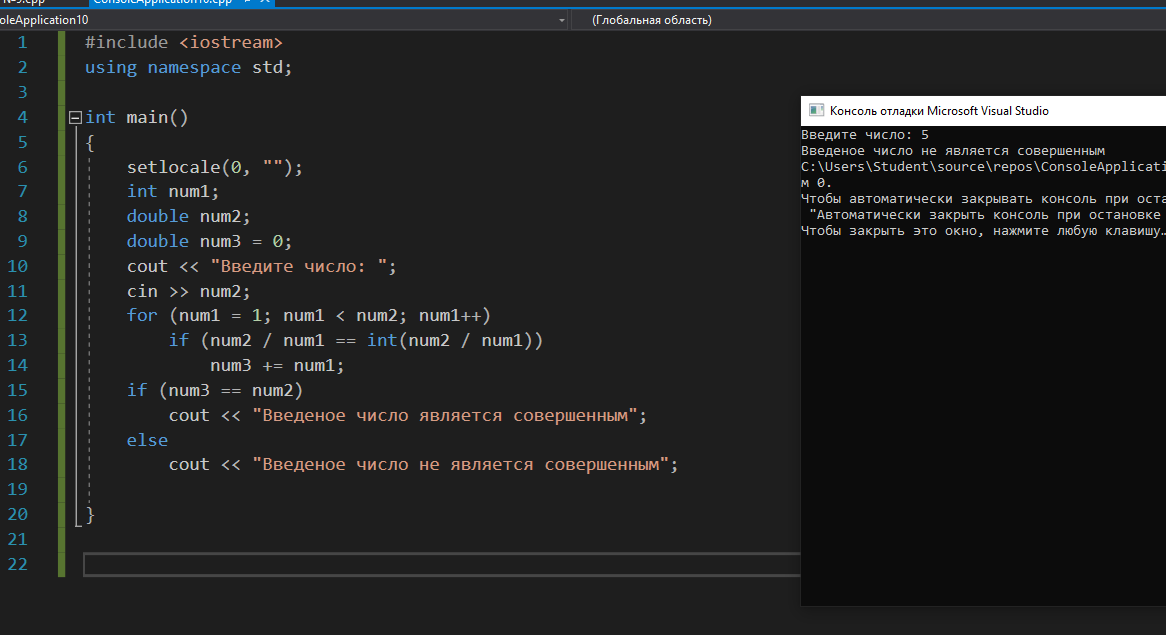 ConsoleApplication10.cpp
oleApplication10
(Глобальная область)
1 #include <iostream>
2 using namespace std;
3
4 int main()
5 {
6 setlocale(0, "");
7 int num1;
8 double num2;
9 double num3 = 0;
10 cout << "Введите число: ";
11 cin >> num2;
12 for (num1 = 1; num1 < num2; num1++)
13 if (num2 / num1 == int(num2 / num1))
14 num3 += num1;
15 if (num3 == num2)
16 cout << "Введеное число является совершенным";
17 else
18 cout << "Введеное число не является совершенным";
19
20 }
21
22
Консоль отладки Microsoft Visual Studio
Введите число: 5
Введеное число не является совершенным
C:\Users\Student\source\repos\ConsoleApplicati
м 0.
Чтобы автоматически закрывать консоль при оста
"Автоматически закрыть консоль при остановке
Чтобы закрыть это окно, нажмите любую клавишу…